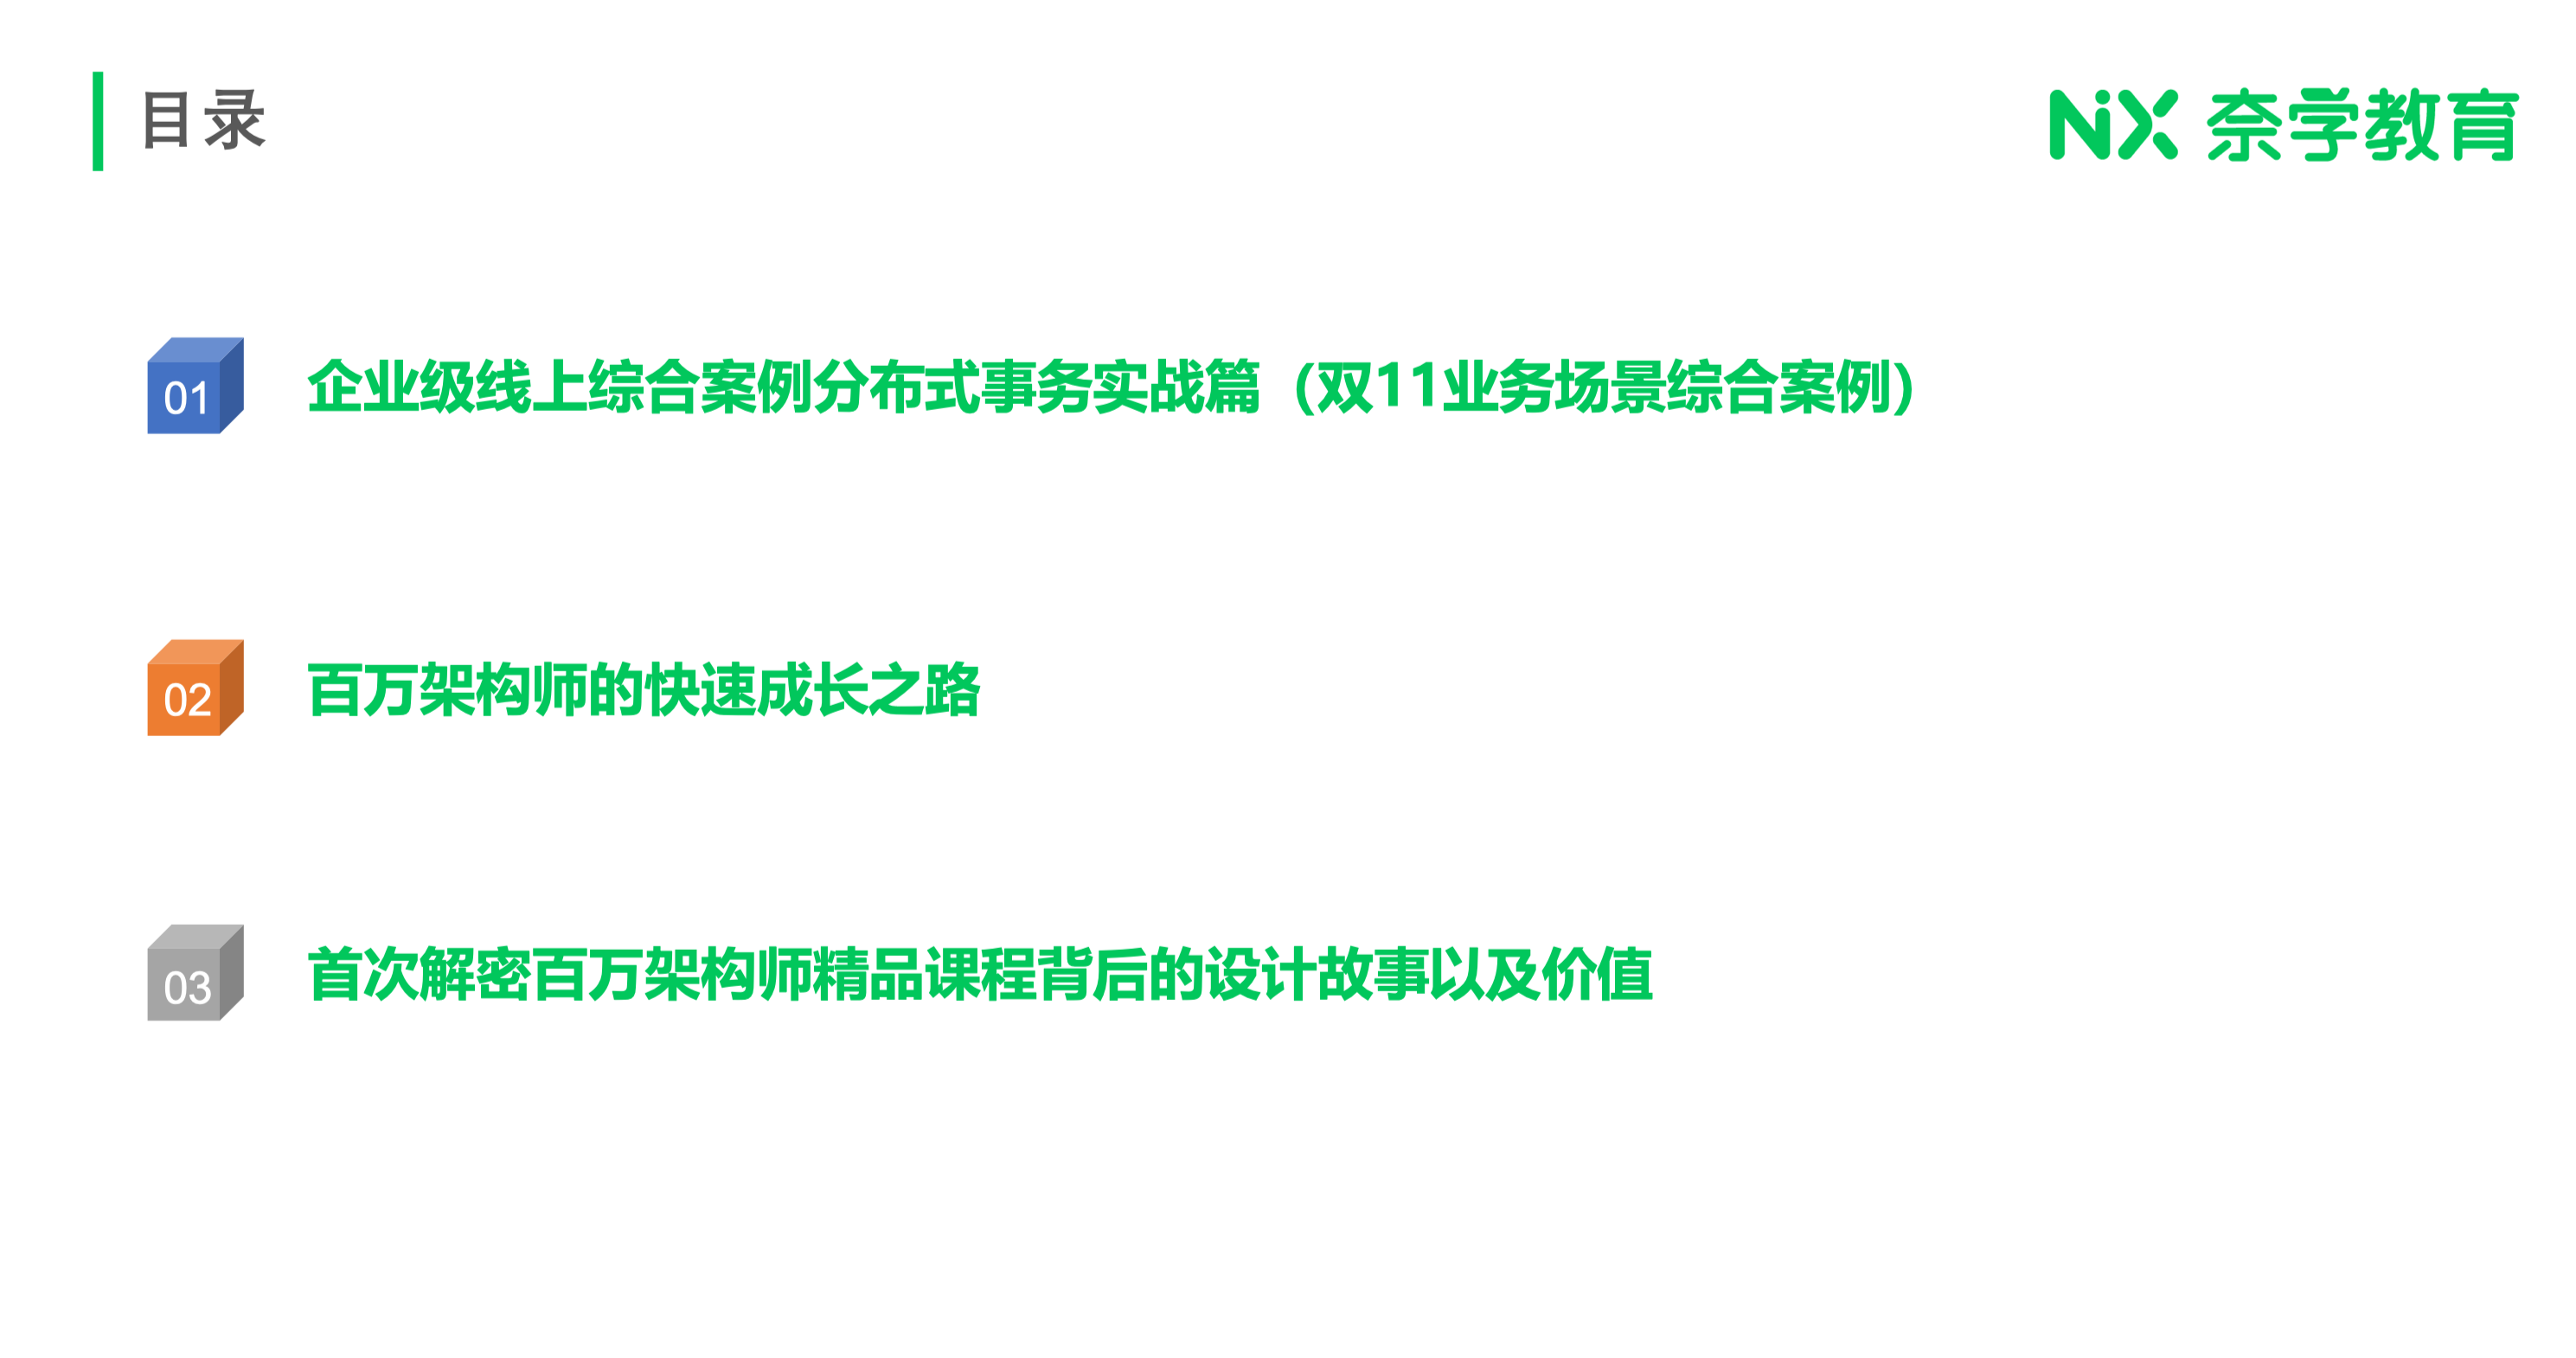 目录
NiX 奈学教育
01 企业级线上综合案例分布式事务实战篇（双11业务场景综合案例）
02 百万架构师的快速成长之路
03 首次解密百万架构师精品课程背后的设计故事以及价值